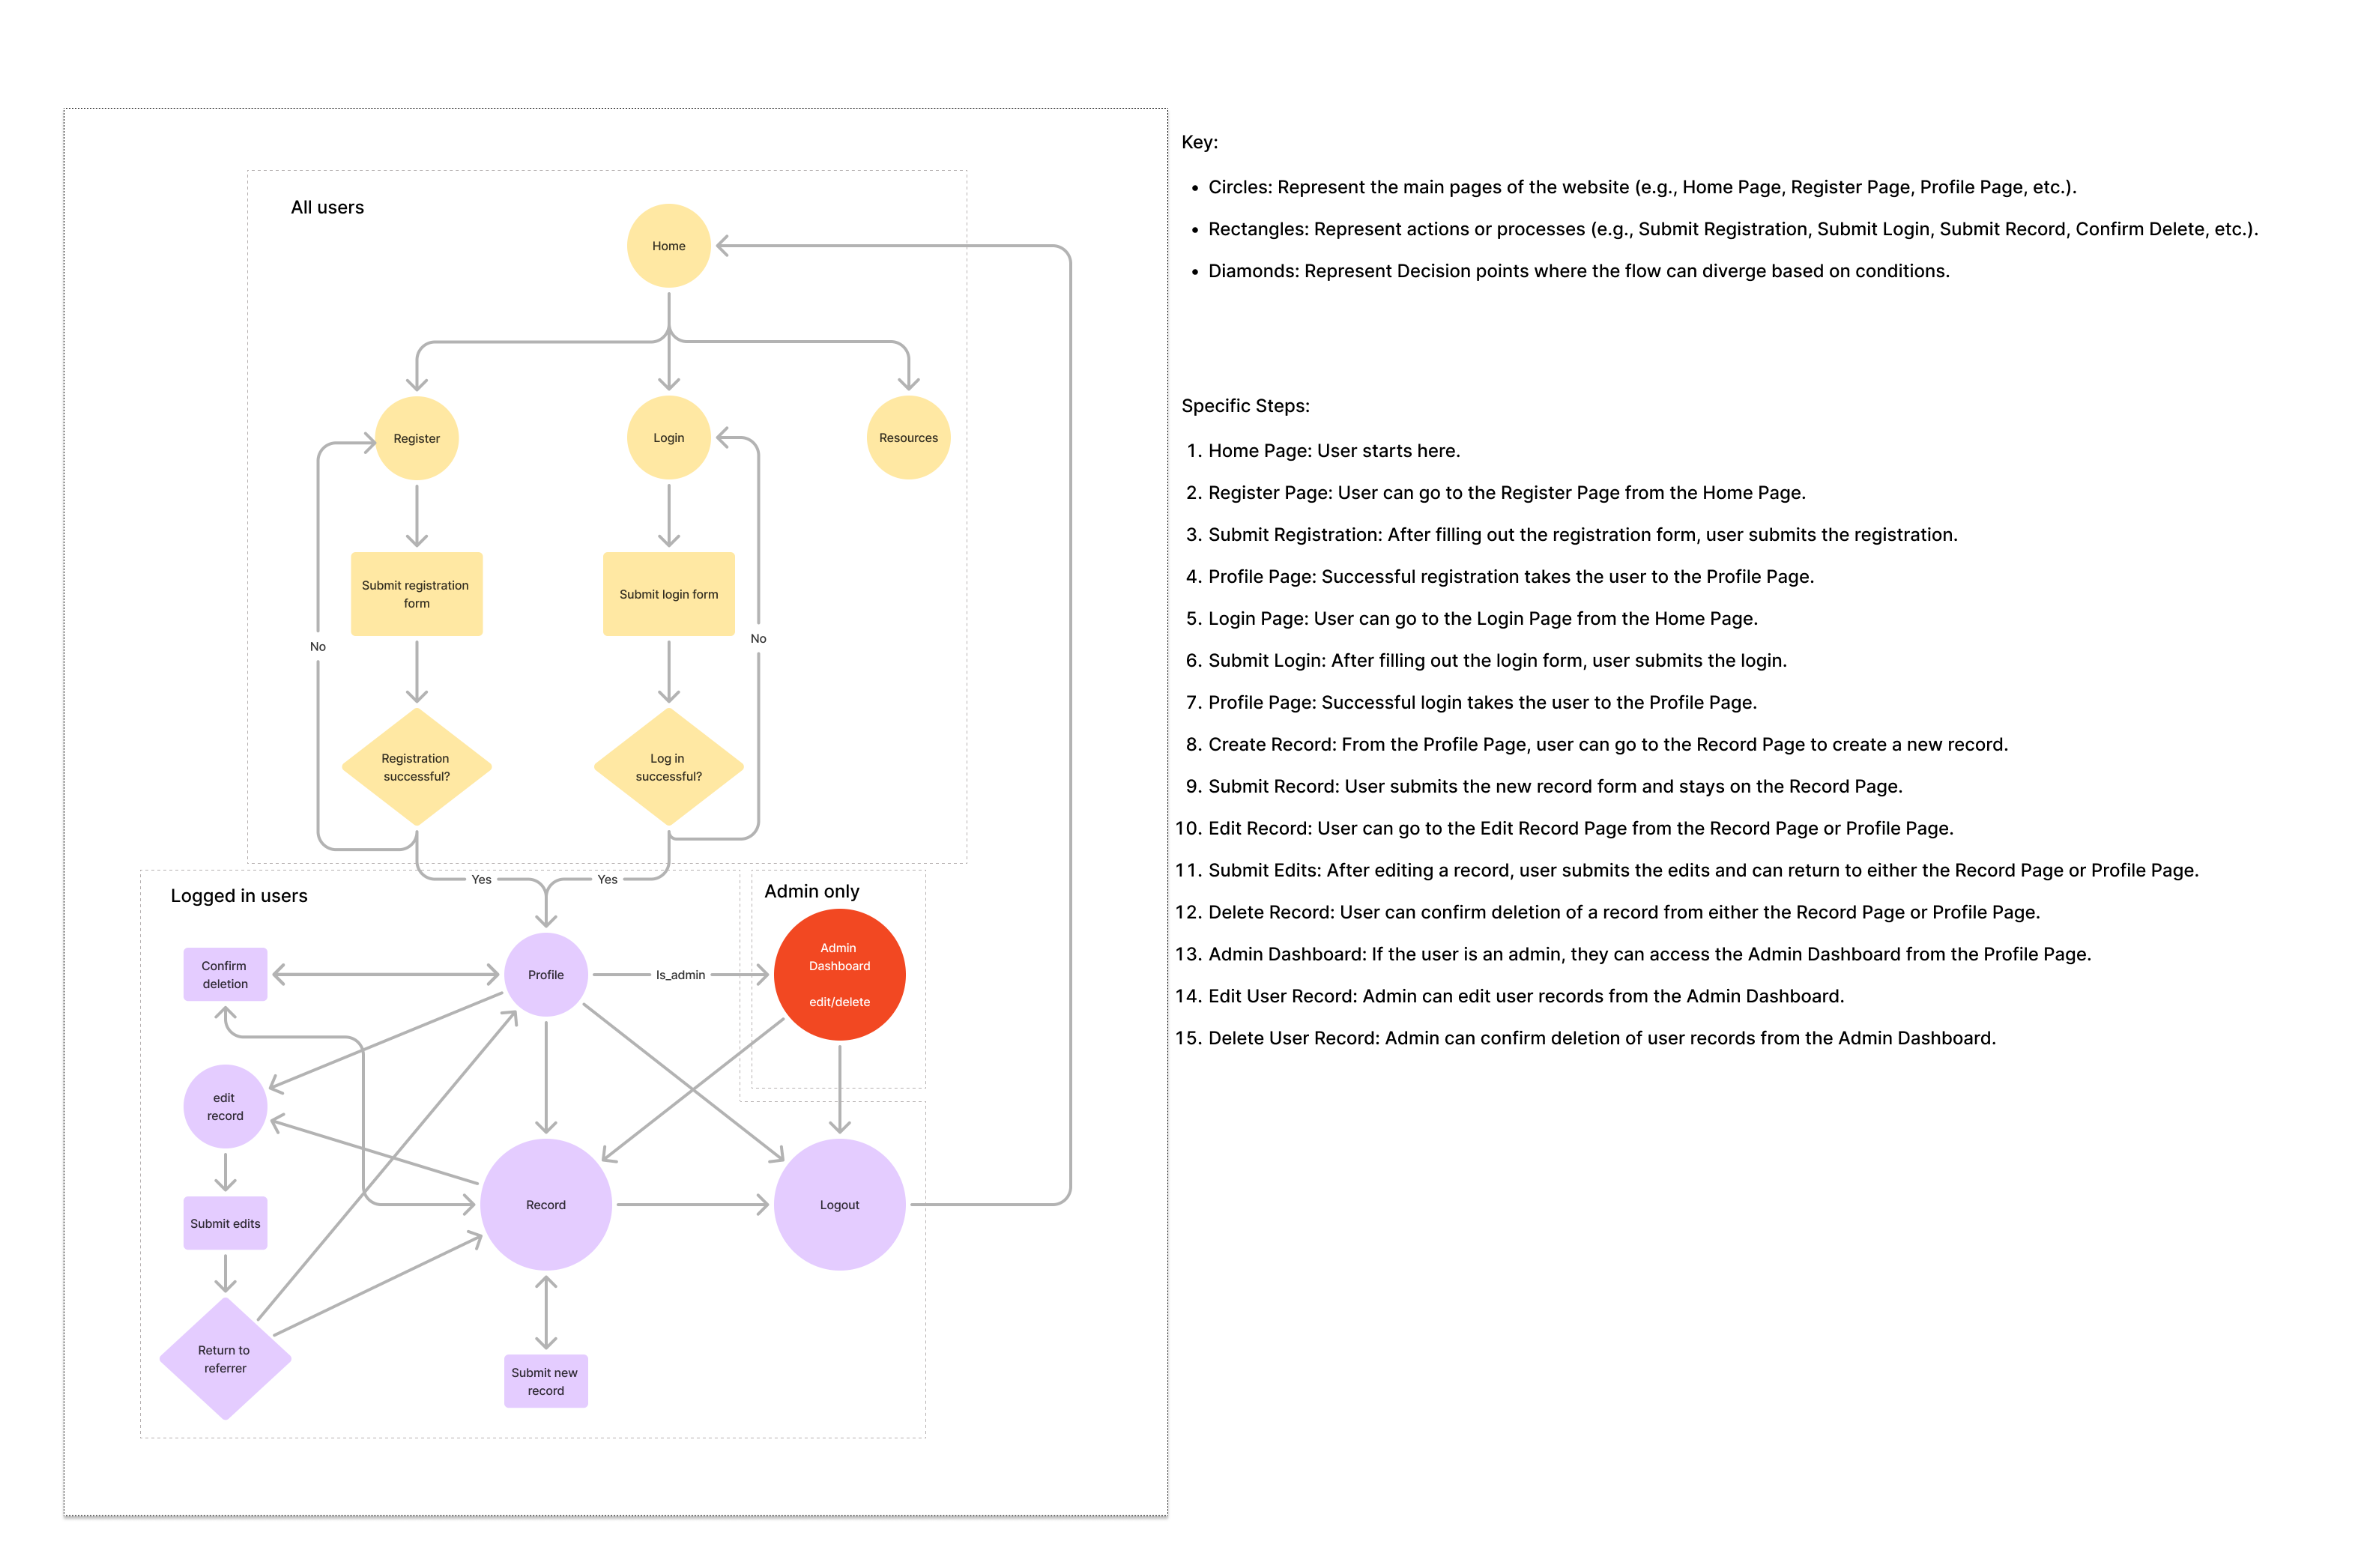 All users
Home
Register
Login
Resources
Submit registration
form
Submit login form
No
No
Registration
successful?
Log in
successful?
Yes
Yes
Logged in users
Admin only
Confirm
deletion
Profile
Is_admin
Admin
Dashboard
edit/delete
edit
record
Record
Logout
Submit edits
Return to
referrer
Submit new
record
Key:
• Circles: Represent the main pages of the website (e.g., Home Page, Register Page, Profile Page, etc.).
• Rectangles: Represent actions or processes (e.g., Submit Registration, Submit Login, Submit Record, Confirm Delete, etc.).
• Diamonds: Represent Decision points where the flow can diverge based on conditions.
Specific Steps:
1. Home Page: User starts here.
2. Register Page: User can go to the Register Page from the Home Page.
3. Submit Registration: After filling out the registration form, user submits the registration.
4. Profile Page: Successful registration takes the user to the Profile Page.
5. Login Page: User can go to the Login Page from the Home Page.
6. Submit Login: After filling out the login form, user submits the login.
7. Profile Page: Successful login takes the user to the Profile Page.
8. Create Record: From the Profile Page, user can go to the Record Page to create a new record.
9. Submit Record: User submits the new record form and stays on the Record Page.
10. Edit Record: User can go to the Edit Record Page from the Record Page or Profile Page.
11. Submit Edits: After editing a record, user submits the edits and can return to either the Record Page or Profile Page.
12. Delete Record: User can confirm deletion of a record from either the Record Page or Profile Page.
13. Admin Dashboard: If the user is an admin, they can access the Admin Dashboard from the Profile Page.
14. Edit User Record: Admin can edit user records from the Admin Dashboard.
15. Delete User Record: Admin can confirm deletion of user records from the Admin Dashboard.